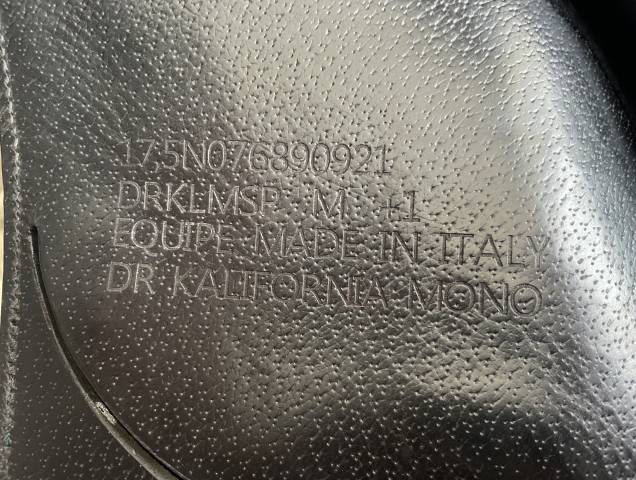 175N076890921
DRKLMSP M +1
EQUIPE MADE IN ITALY
DR KALIFORNIA MONO